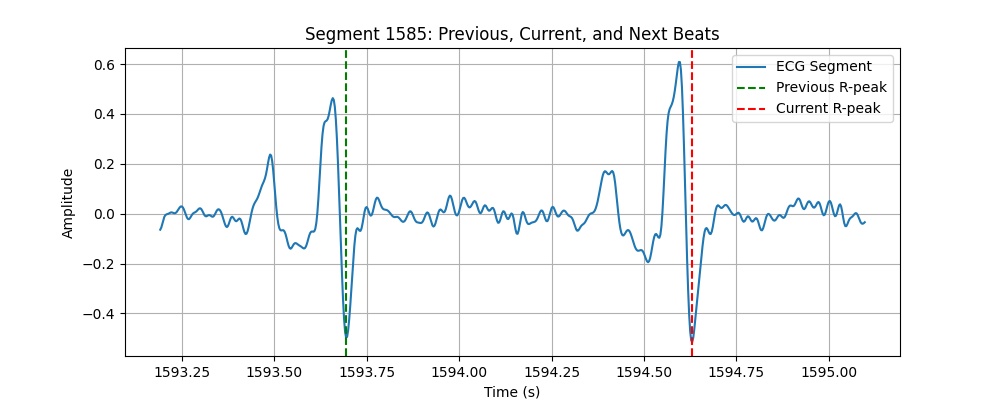 Segment 1585: Previous, Current, and Next Beats
ECG Segment
Previous R-peak
Current R-peak
0.6
0.4
0.2
0.0
−0.2
−0.4
Amplitude
1593.25 1593.50 1593.75 1594.00 1594.25 1594.50 1594.75 1595.00
Time (s)